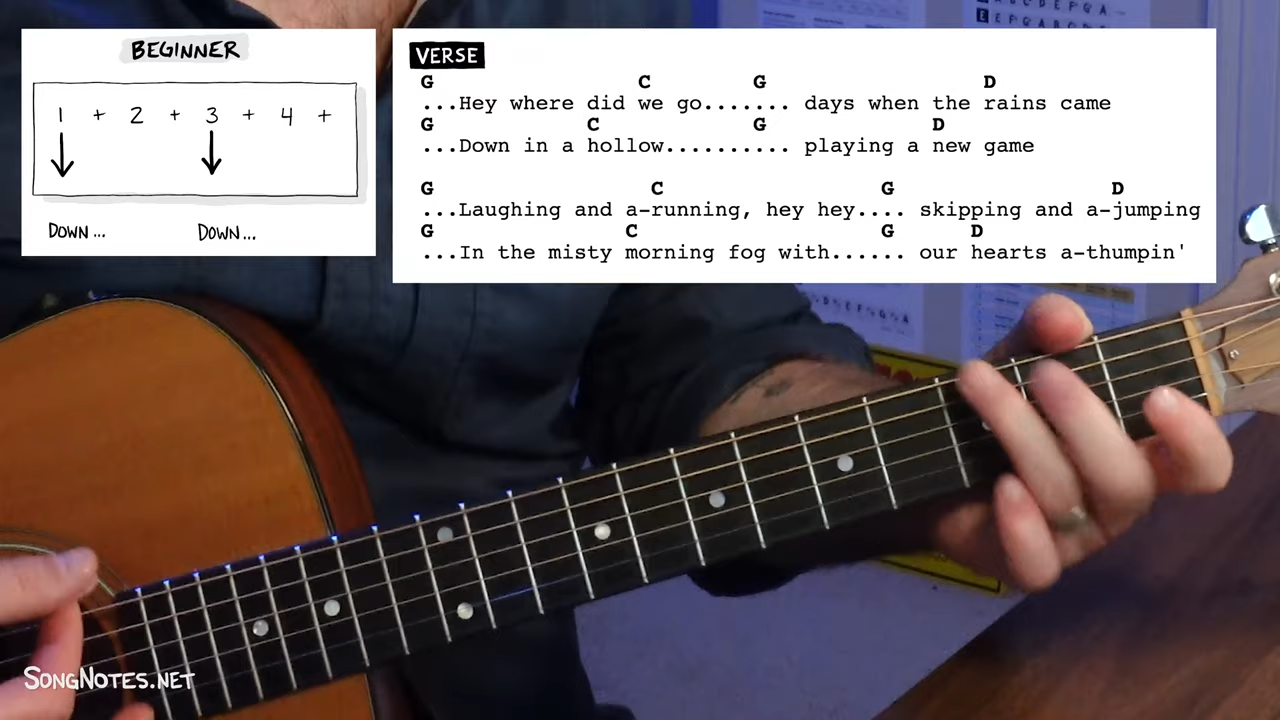 BEGINNER
1 + 2 + 3 + 4 +
DOWN... DOWN...
VERSE
G C G D
...Hey where did we go....... days when the rains came
G C G D
...Down in a hollow.......... playing a new game
G C G D
...Laughing and a-running, hey hey.... skipping and a-jumping
G C G D
...In the misty morning fog with...... our hearts a-thumpin'
SONGNOTES.NET